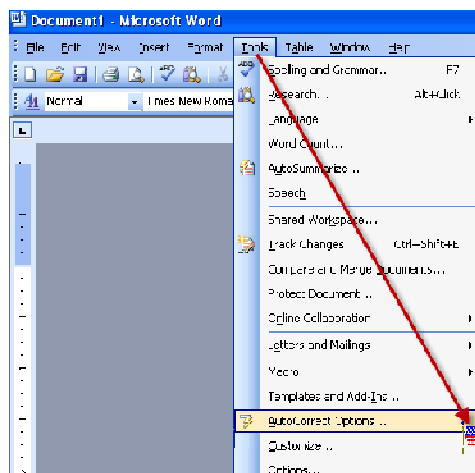 Document1 - Microsoft Word
File Edit View Insert Format Tools Table Window Help
Normal Times New Roma
Spelling and Grammar... F7
Research... Alt+Click
Language
Word Count...
AutoSummarize...
Speech
Shared Workspace...
Track Changes Ctrl+Shift+E
Compare and Merge Documents...
Protect Document...
Online Collaboration
Letters and Mailings
Macro
Templates and Add-Ins...
AutoCorrect Options...
Customize...
Options...